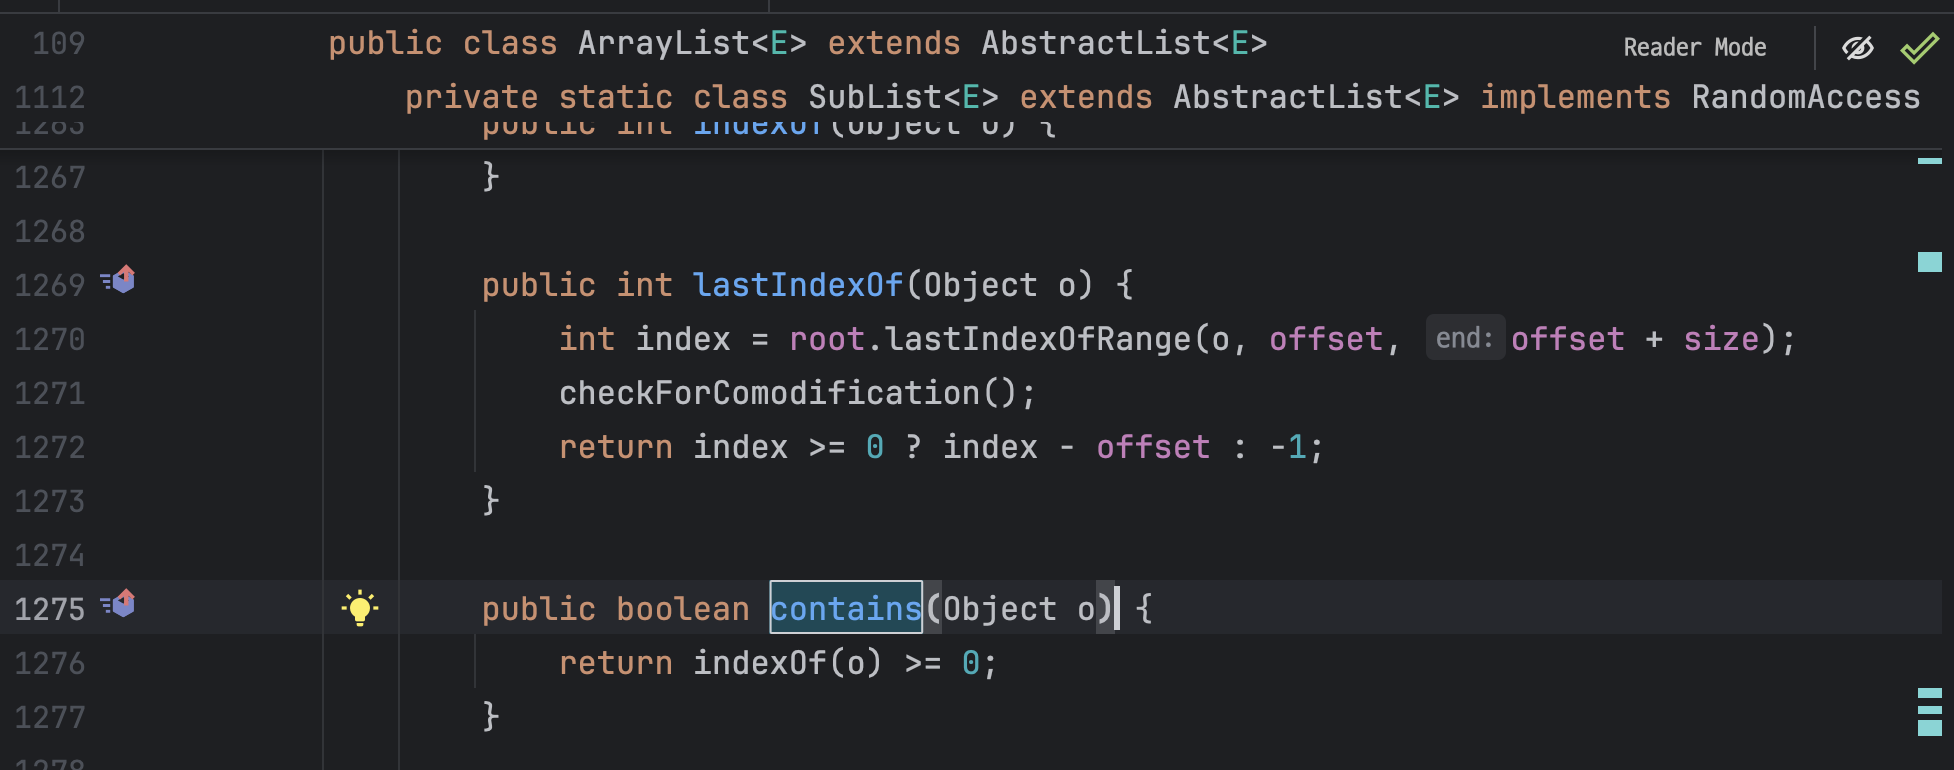 109 public class ArrayList<E> extends AbstractList<E>
Reader Mode
1112 private static class SubList<E> extends AbstractList<E> implements RandomAccess
public int indexOf(Object o) {
1267 }
1268
1269 public int lastIndexOf(Object o) {
1270 int index = root.lastIndexOfRange(o, offset, end: offset + size);
1271 checkForComodification();
1272 return index >= 0 ? index - offset : -1;
1273 }
1274
1275 public boolean contains(Object o) {
1276 return indexOf(o) >= 0;
1277 }
1278